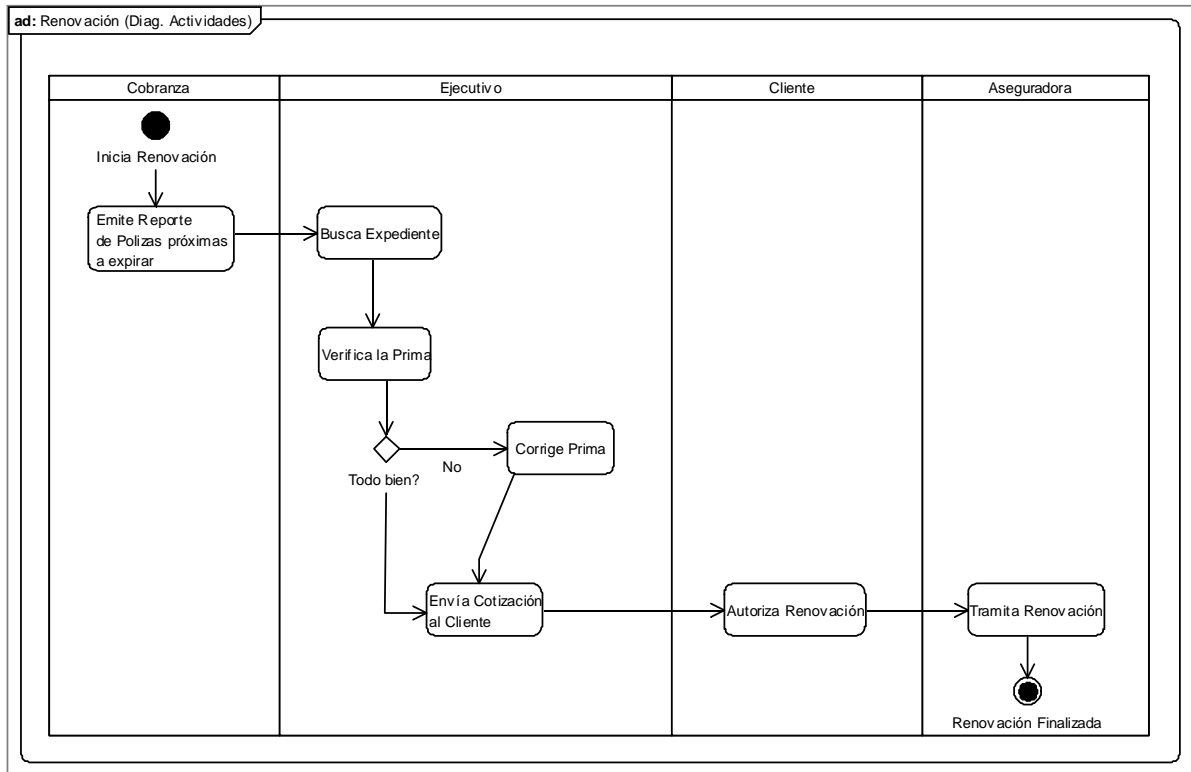 ad: Renovación (Diag. Actividades)
Cobranza
Ejecutivo
Cliente
Aseguradora
Inicia Renovación
Emite Reporte
de Polizas próximas
a expirar
Busca Expediente
Verifica la Prima
Corrige Prima
No
Todo bien?
Envía Cotización
al Cliente
Autoriza Renovación
Tramita Renovación
Renovación Finalizada